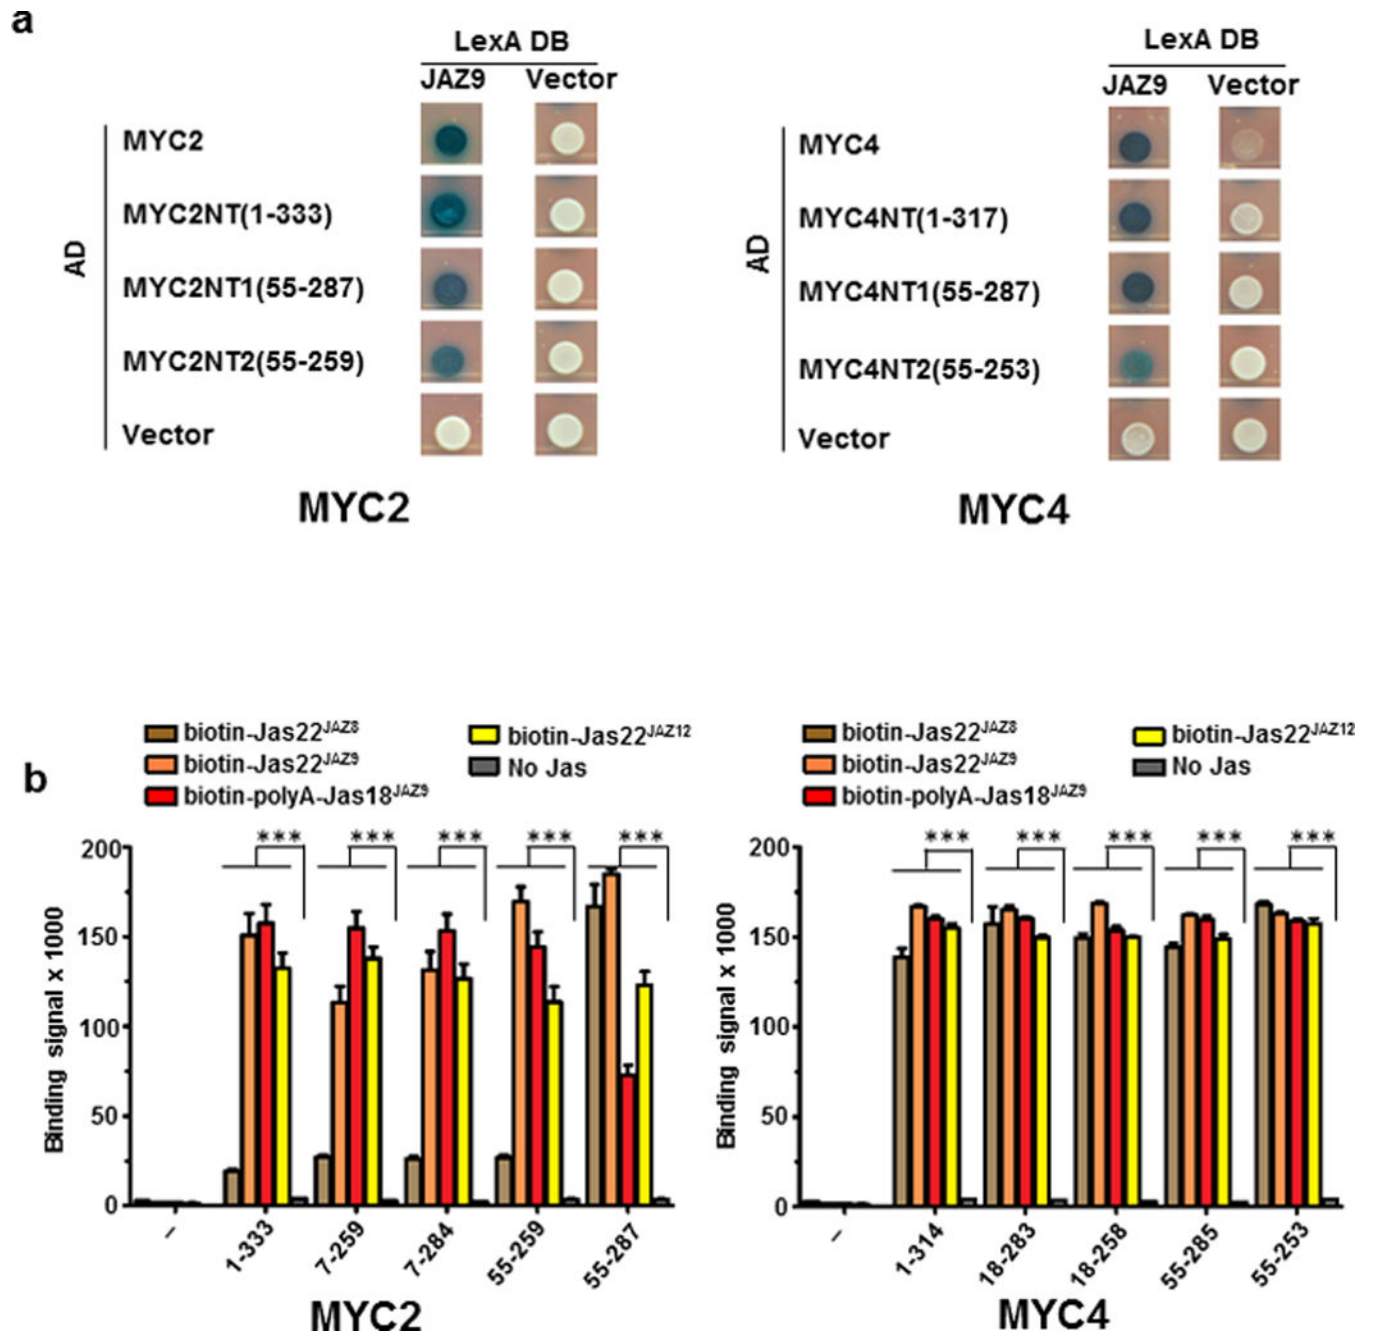 a
LexA DB
JAZ9 Vector
AD
MYC2
MYC2NT(1-333)
MYC2NT1(55-287)
MYC2NT2(55-259)
Vector
MYC2
LexA DB
JAZ9 Vector
AD
MYC4
MYC4NT(1-317)
MYC4NT1(55-287)
MYC4NT2(55-253)
Vector
MYC4
b
biotin-Jas22JAZ8
biotin-Jas22JAZ9
biotin-polyA-Jas18JAZ9
biotin-Jas22JAZ12
No Jas
*** *** *** *** ***
Binding signal x 1000
200
150
100
50
0
– 1-333 7-259 7-284 55-259 55-287
MYC2
biotin-Jas22JAZ8
biotin-Jas22JAZ9
biotin-polyA-Jas18JAZ9
biotin-Jas22JAZ12
No Jas
*** *** *** *** ***
Binding signal x 1000
200
150
100
50
0
– 1-314 18-283 18-258 55-285 55-253
MYC4